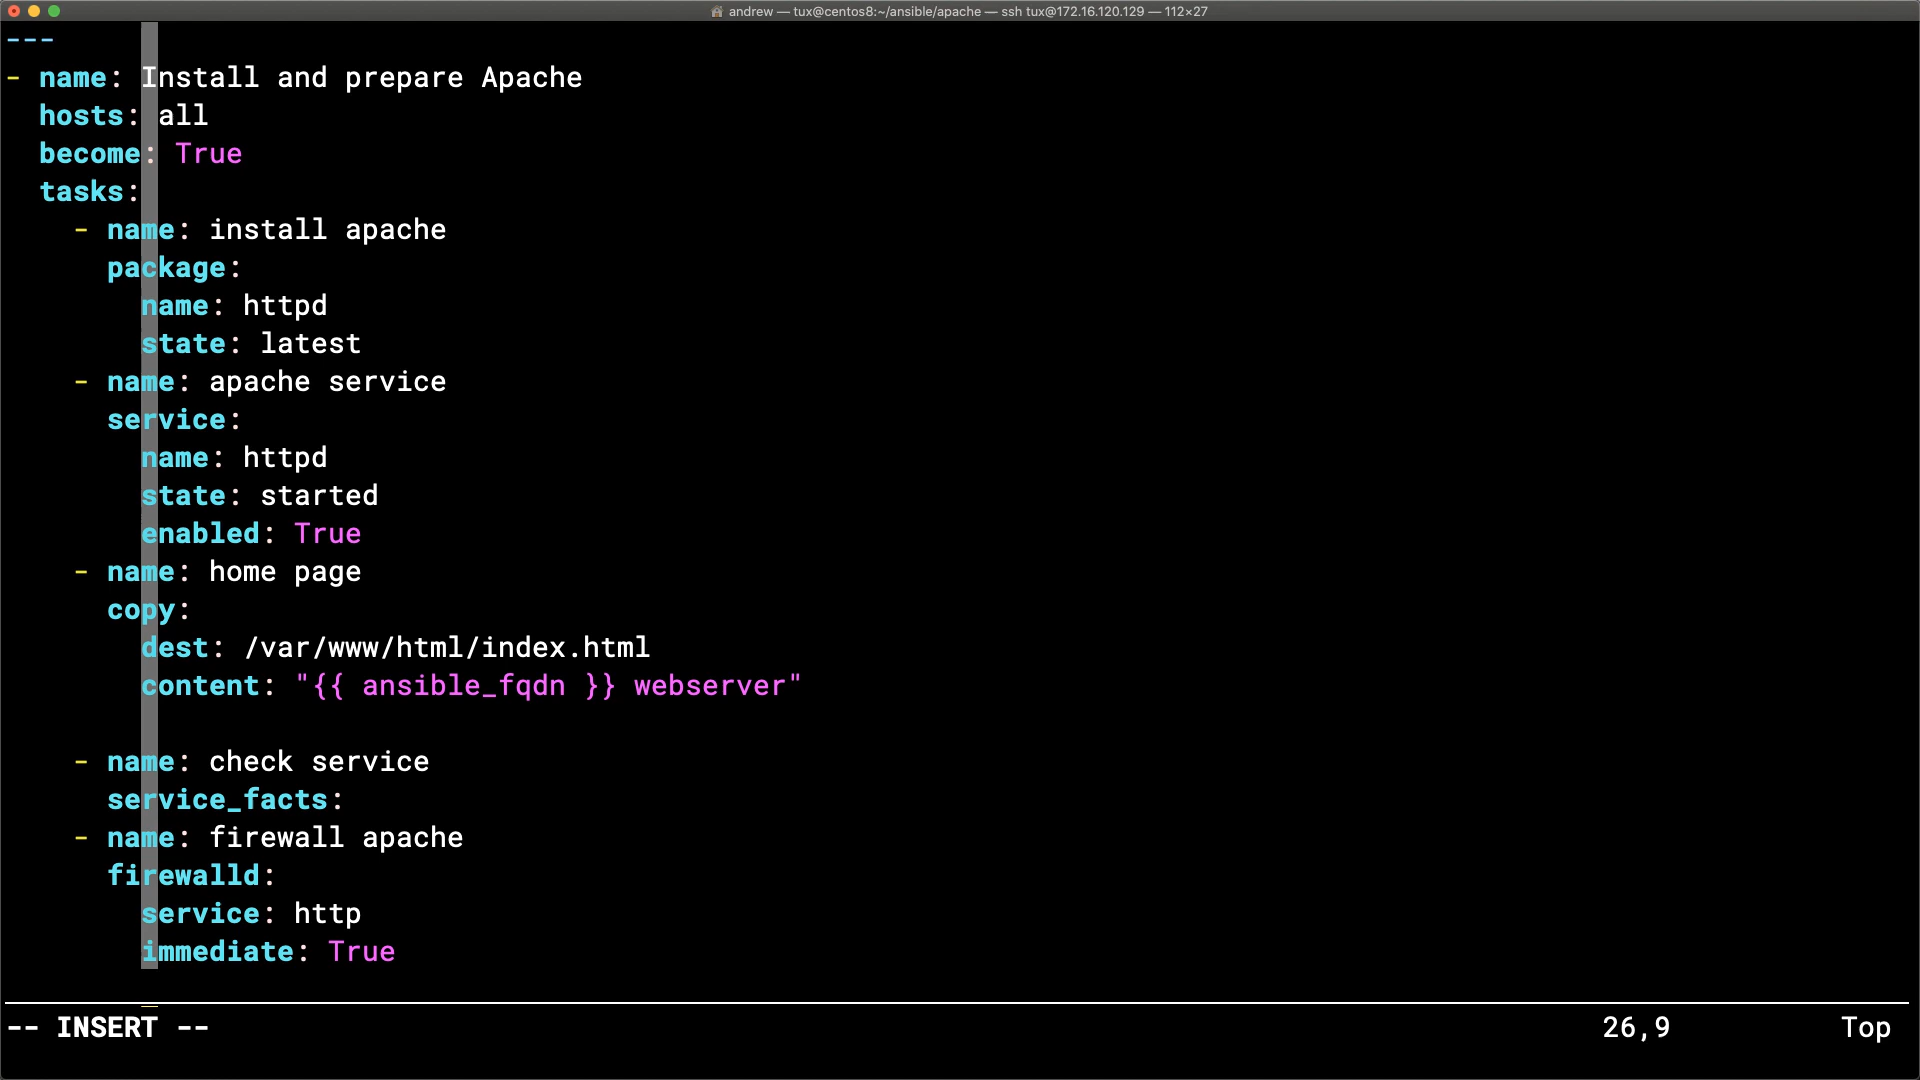 andrew — tux@centos8:~/ansible/apache — ssh tux@172.16.120.129 — 112×27
---
- name: Install and prepare Apache
  hosts: all
  become: True
  tasks:
    - name: install apache
      package:
        name: httpd
        state: latest
    - name: apache service
      service:
        name: httpd
        state: started
        enabled: True
    - name: home page
      copy:
        dest: /var/www/html/index.html
        content: "{{ ansible_fqdn }} webserver"

    - name: check service
      service_facts:
    - name: firewall apache
      firewalld:
        service: http
        immediate: True
-- INSERT -- 26,9 Top